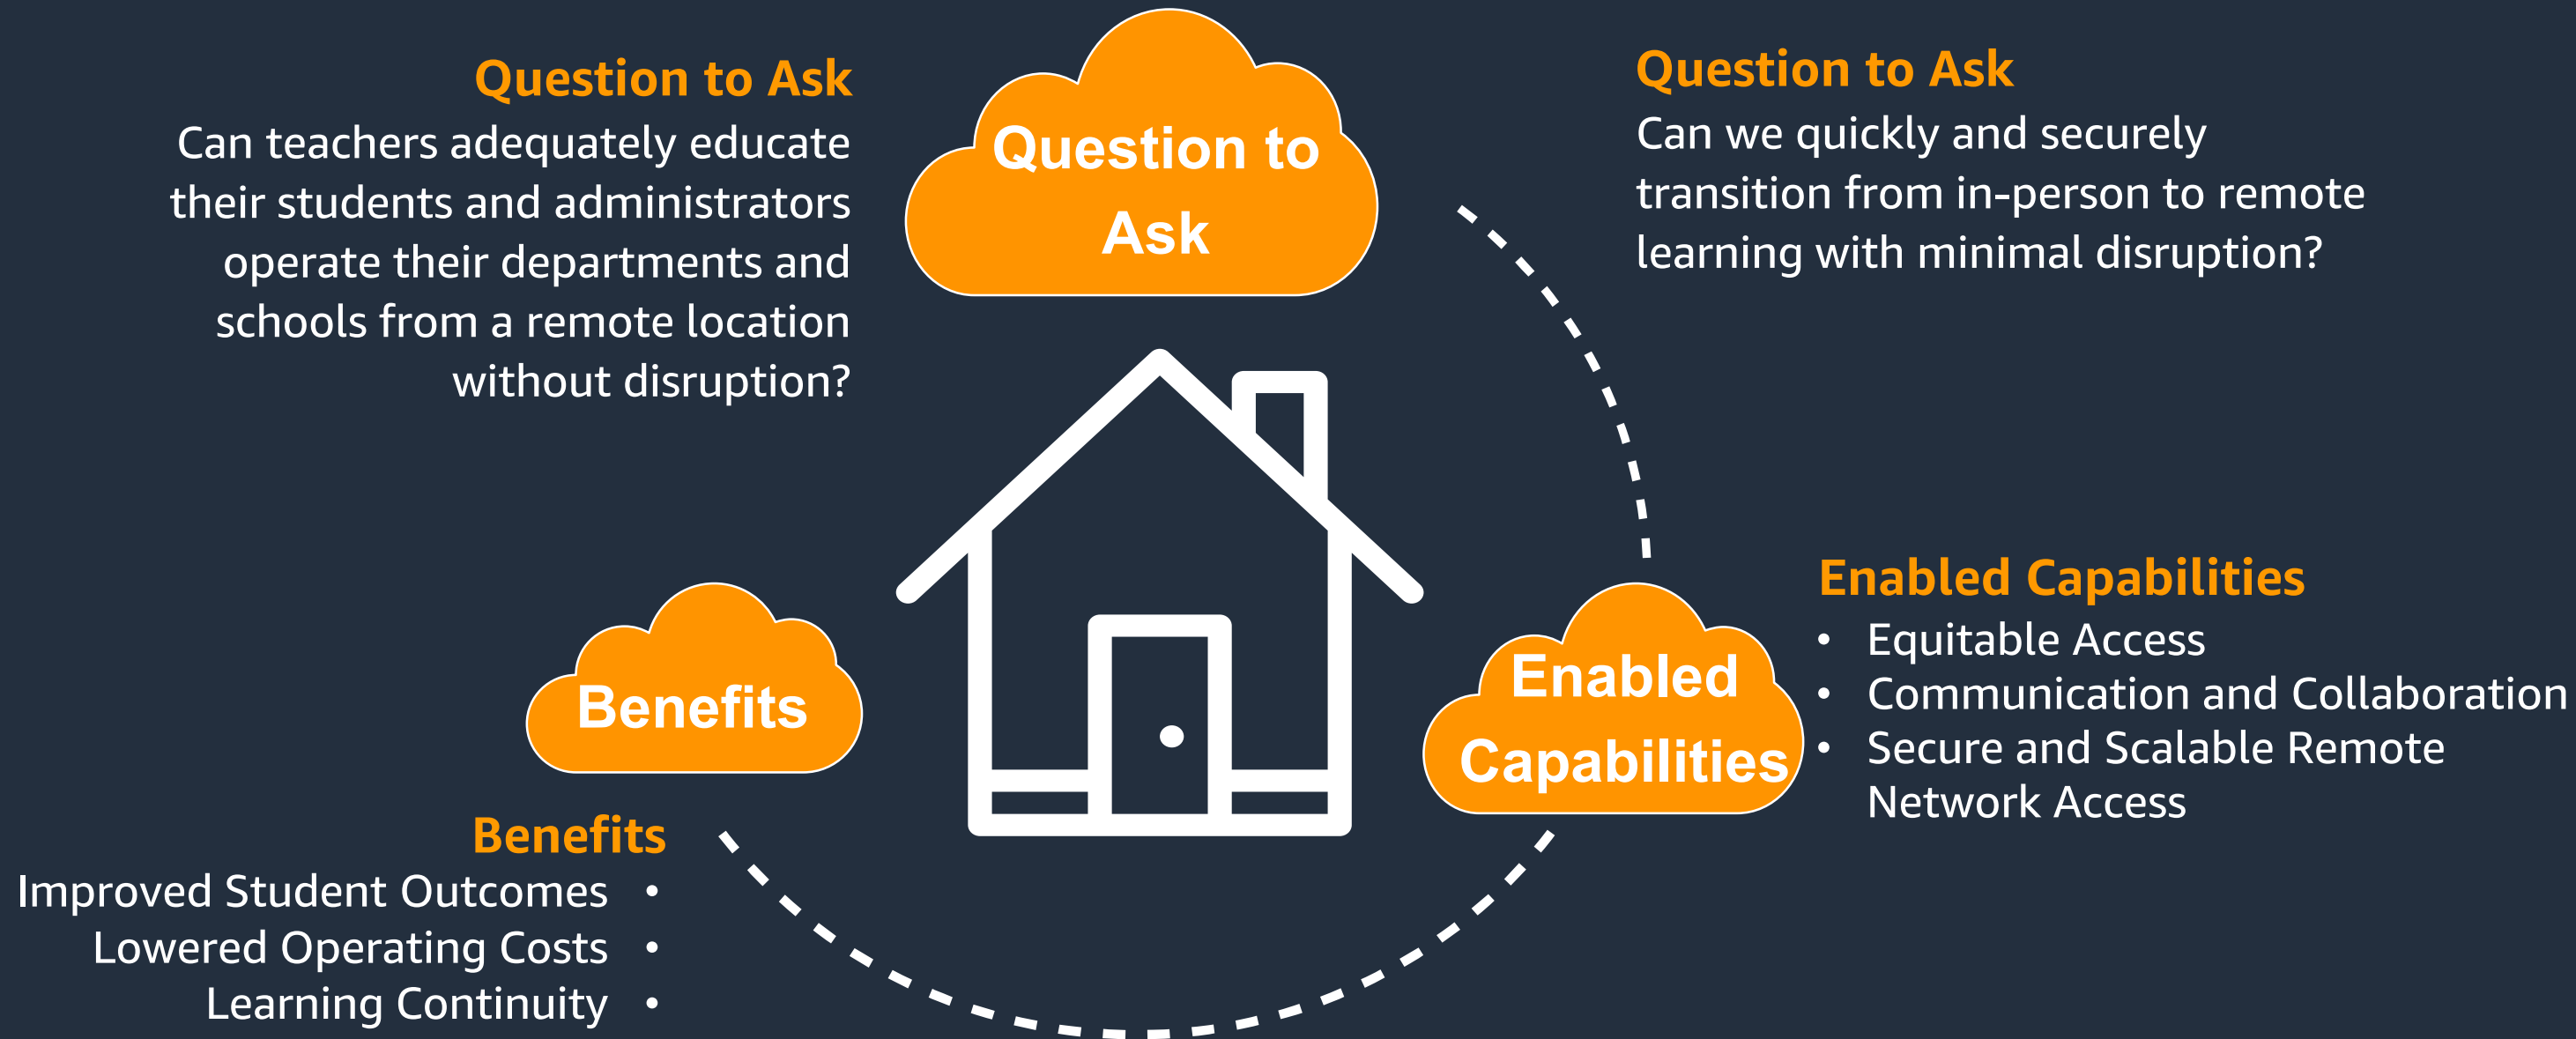 Question to Ask
Can teachers adequately educate
their students and administrators
operate their departments and
schools from a remote location
without disruption?
Question to
Ask
Question to Ask
Can we quickly and securely
transition from in-person to remote
learning with minimal disruption?
Enabled
Capabilities
Enabled Capabilities
• Equitable Access
• Communication and Collaboration
• Secure and Scalable Remote
Network Access
Benefits
Benefits
Improved Student Outcomes •
Lowered Operating Costs •
Learning Continuity •